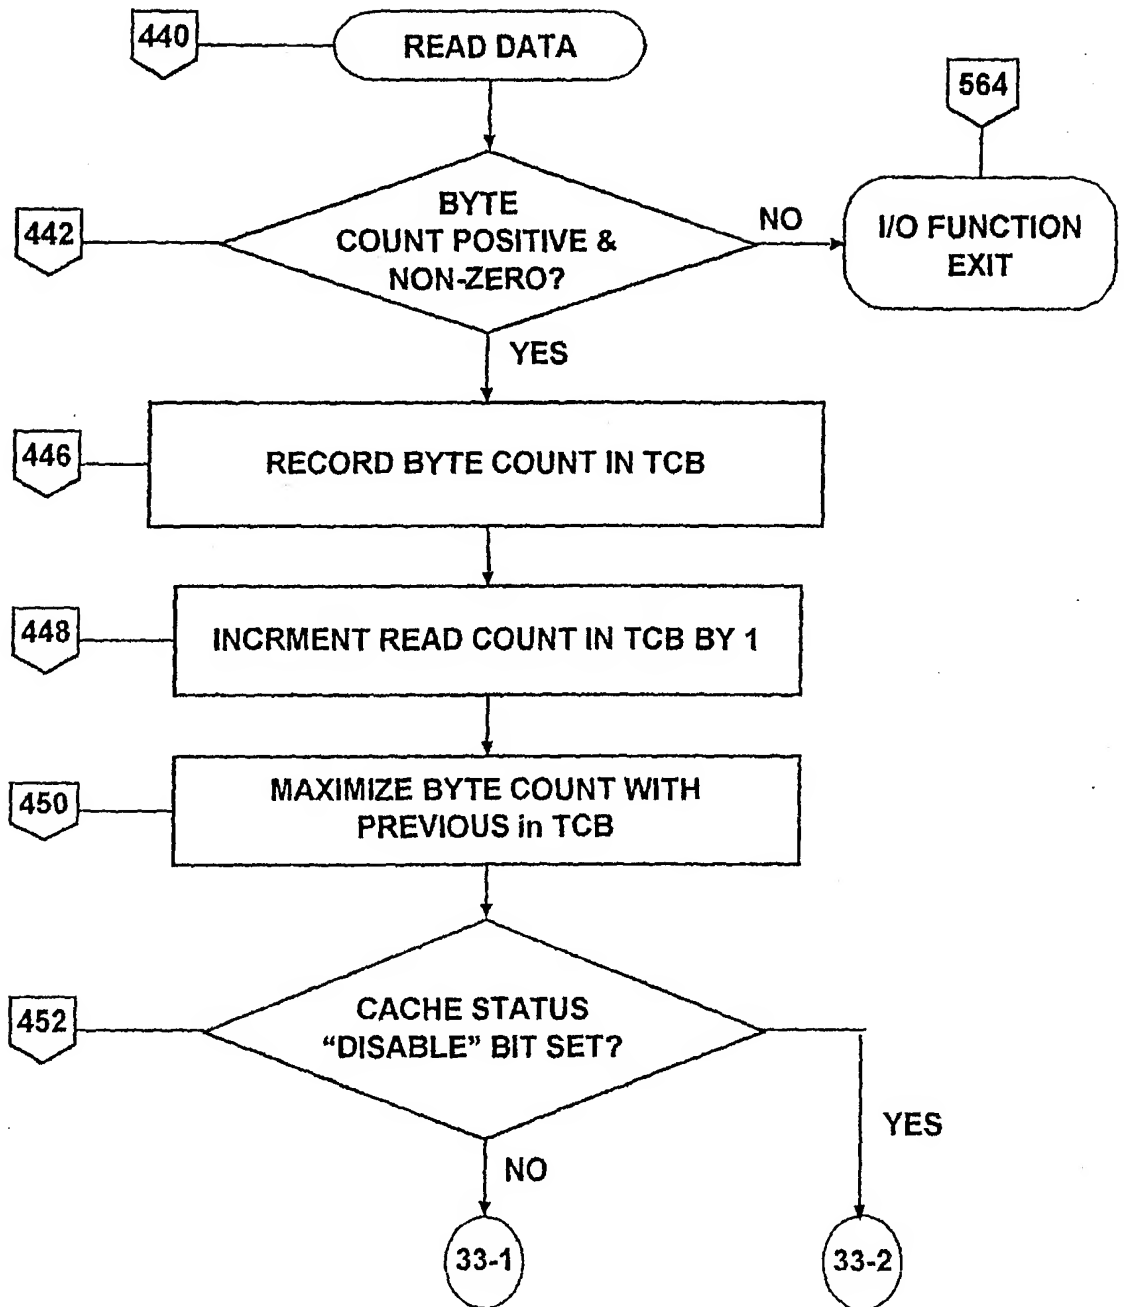 440
READ DATA
564
442
BYTE
COUNT POSITIVE &
NON-ZERO?
NO
I/O FUNCTION
EXIT
YES
446
RECORD BYTE COUNT IN TCB
448
INCRMENT READ COUNT IN TCB BY 1
450
MAXIMIZE BYTE COUNT WITH
PREVIOUS in TCB
452
CACHE STATUS
“DISABLE” BIT SET?
YES
NO
33-1
33-2